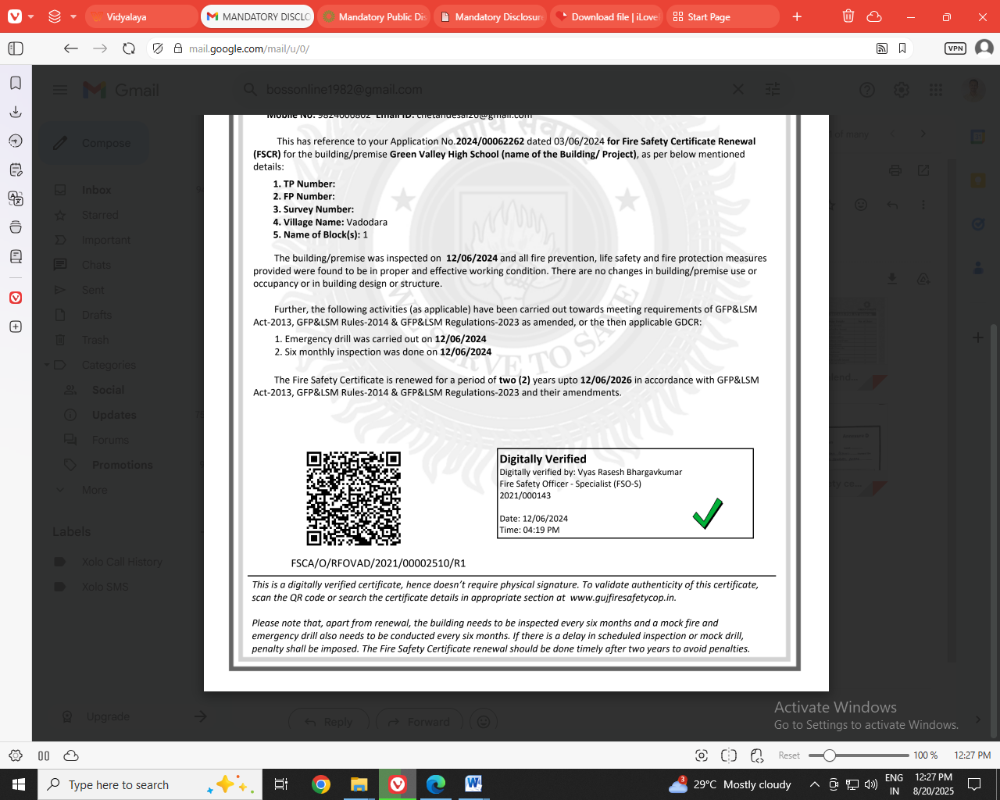 Vidyalaya
MANDATORY DISCLO
Mandatory Public Dis
Mandatory Disclosure
Download file | iLove
Start Page
mail.google.com/mail/u/0/
VPN
Gmail
bossonline1982@gmail.com
Compose
of many
Inbox
Starred
Important
Chats
Sent
Drafts
Trash
Categories
Social
Updates
Forums
Promotions
More
Labels
Xolo Call History
Xolo SMS
Upgrade
Mobile No: 9824000802 Email ID: chetandesai20@gmail.com
This has reference to your Application No.2024/00062262 dated 03/06/2024 for Fire Safety Certificate Renewal
(FSCR) for the building/premise Green Valley High School (name of the Building/ Project), as per below mentioned
details:
1. TP Number:
2. FP Number:
3. Survey Number:
4. Village Name: Vadodara
5. Name of Block(s): 1
The building/premise was inspected on 12/06/2024 and all fire prevention, life safety and fire protection measures
provided were found to be in proper and effective working condition. There are no changes in building/premise use or
occupancy or in building design or structure.
Further, the following activities (as applicable) have been carried out towards meeting requirements of GFP&LSM
Act-2013, GFP&LSM Rules-2014 & GFP&LSM Regulations-2023 as amended, or the then applicable GDCR:
1. Emergency drill was carried out on 12/06/2024
2. Six monthly inspection was done on 12/06/2024
WE SERVE TO SAVE
The Fire Safety Certificate is renewed for a period of two (2) years upto 12/06/2026 in accordance with GFP&LSM
Act-2013, GFP&LSM Rules-2014 & GFP&LSM Regulations-2023 and their amendments.
Digitally Verified
Digitally verified by: Vyas Rasesh Bhargavkumar
Fire Safety Officer - Specialist (FSO-S)
2021/000143
Date: 12/06/2024
Time: 04:19 PM
FSCA/O/RFOVAD/2021/00002510/R1
This is a digitally verified certificate, hence doesn't require physical signature. To validate authenticity of this certificate,
scan the QR code or search the certificate details in appropriate section at www.gujfiresafetycop.in.
Please note that, apart from renewal, the building needs to be inspected every six months and a mock fire and
emergency drill also needs to be conducted every six months. If there is a delay in scheduled inspection or mock drill,
penalty shall be imposed. The Fire Safety Certificate renewal should be done timely after two years to avoid penalties.
Reply
Forward
Activate Windows
Go to Settings to activate Windows.
Reset
100 %
12:27 PM
Type here to search
3
29°C Mostly cloudy
ENG
IN
12:27 PM
8/20/2025